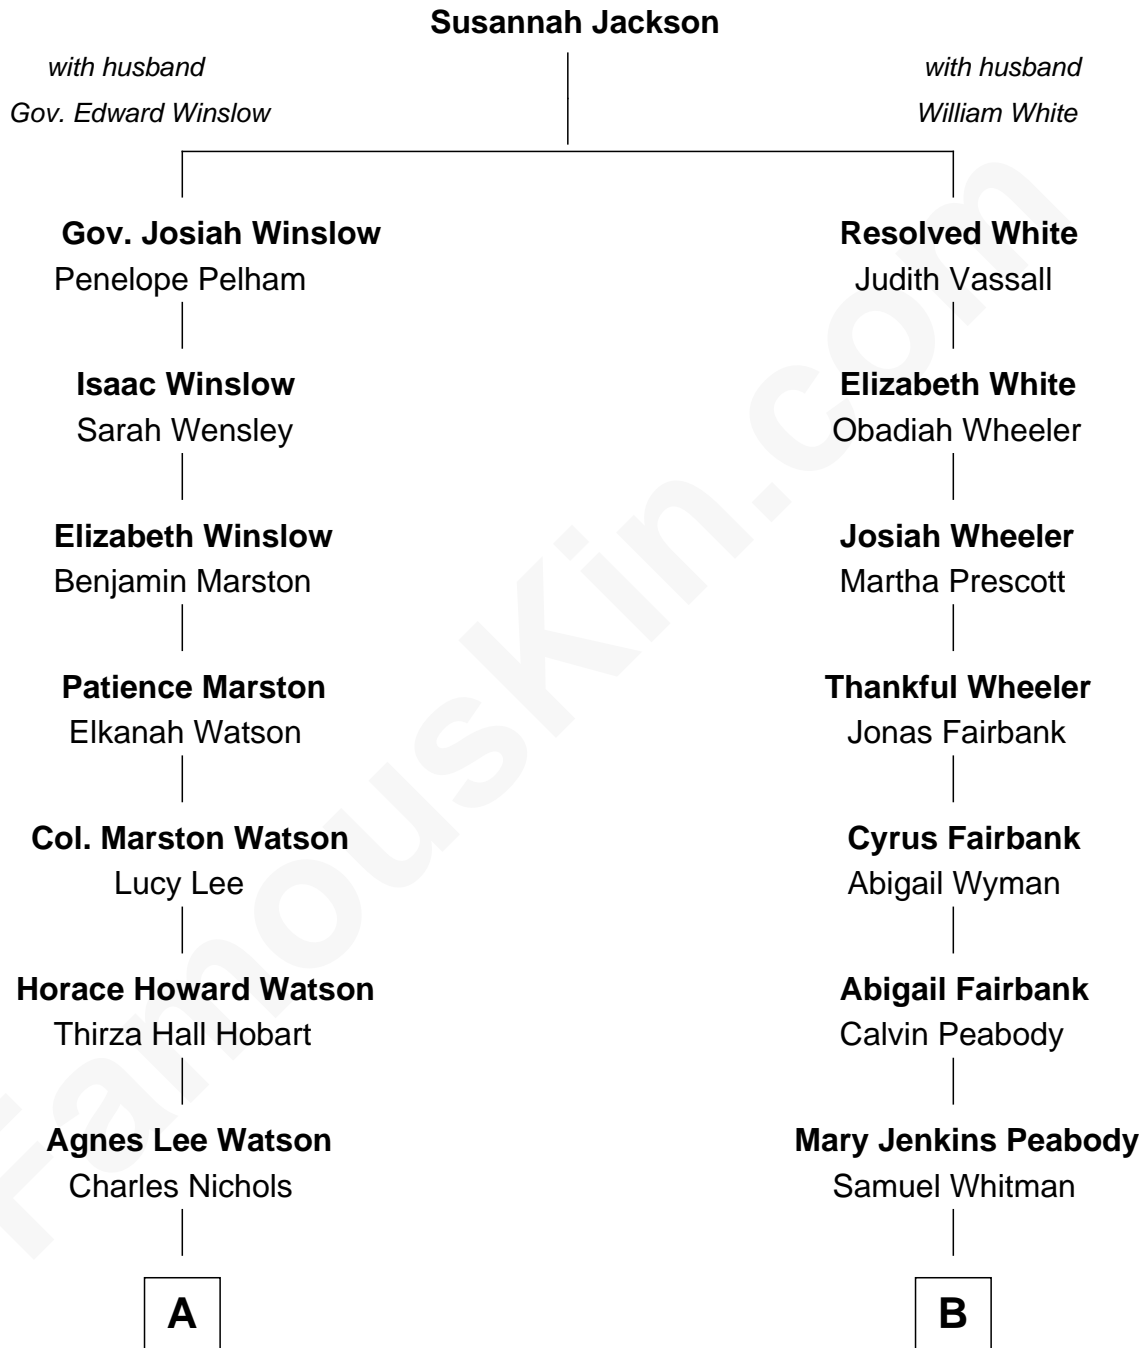 Susannah Jackson
with husband
Gov. Edward Winslow
with husband
William White
Gov. Josiah Winslow
Penelope Pelham
Resolved White
Judith Vassall
Isaac Winslow
Sarah Wensley
Elizabeth White
Obadiah Wheeler
Elizabeth Winslow
Benjamin Marston
Josiah Wheeler
Martha Prescott
Patience Marston
Elkanah Watson
Thankful Wheeler
Jonas Fairbank
Col. Marston Watson
Lucy Lee
Cyrus Fairbank
Abigail Wyman
Horace Howard Watson
Thirza Hall Hobart
Abigail Fairbank
Calvin Peabody
Agnes Lee Watson
Charles Nichols
Mary Jenkins Peabody
Samuel Whitman
A
B
FamousKin.com